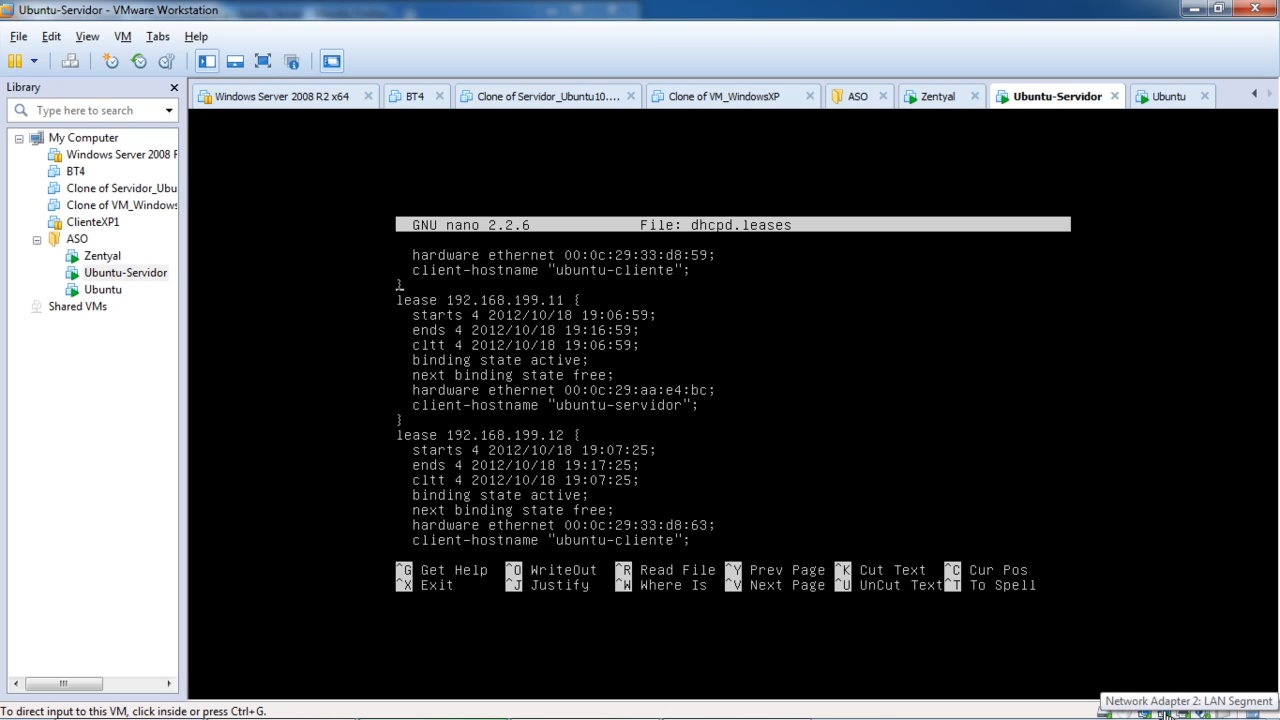 Ubuntu-Servidor - VMware Workstation
File Edit View VM Tabs Help
Library
Type here to search
My Computer
Windows Server 2008 R
BT4
Clone of Servidor_Ubu
Clone of VM_Windows
ClienteXP1
ASO
Zentyal
Ubuntu-Servidor
Ubuntu
Shared VMs
Windows Server 2008 R2 x64 BT4 Clone of Servidor_Ubuntu10.... Clone of VM_WindowsXP ASO Zentyal Ubuntu-Servidor Ubuntu
GNU nano 2.2.6 File: dhcpd.leases
hardware ethernet 00:0c:29:33:d8:59;
client-hostname "ubuntu-cliente";
}
lease 192.168.199.11 {
starts 4 2012/10/18 19:06:59;
ends 4 2012/10/18 19:16:59;
cltt 4 2012/10/18 19:06:59;
binding state active;
next binding state free;
hardware ethernet 00:0c:29:aa:e4:bc;
client-hostname "ubuntu-servidor";
}
lease 192.168.199.12 {
starts 4 2012/10/18 19:07:25;
ends 4 2012/10/18 19:17:25;
cltt 4 2012/10/18 19:07:25;
binding state active;
next binding state free;
hardware ethernet 00:0c:29:33:d8:63;
client-hostname "ubuntu-cliente";
^G Get Help ^O WriteOut ^R Read File ^Y Prev Page ^K Cut Text ^C Cur Pos
^X Exit ^J Justify ^W Where Is ^V Next Page ^U UnCut Text ^T To Spell
Network Adapter 2: LAN Segment
To direct input to this VM, click inside or press Ctrl+G.